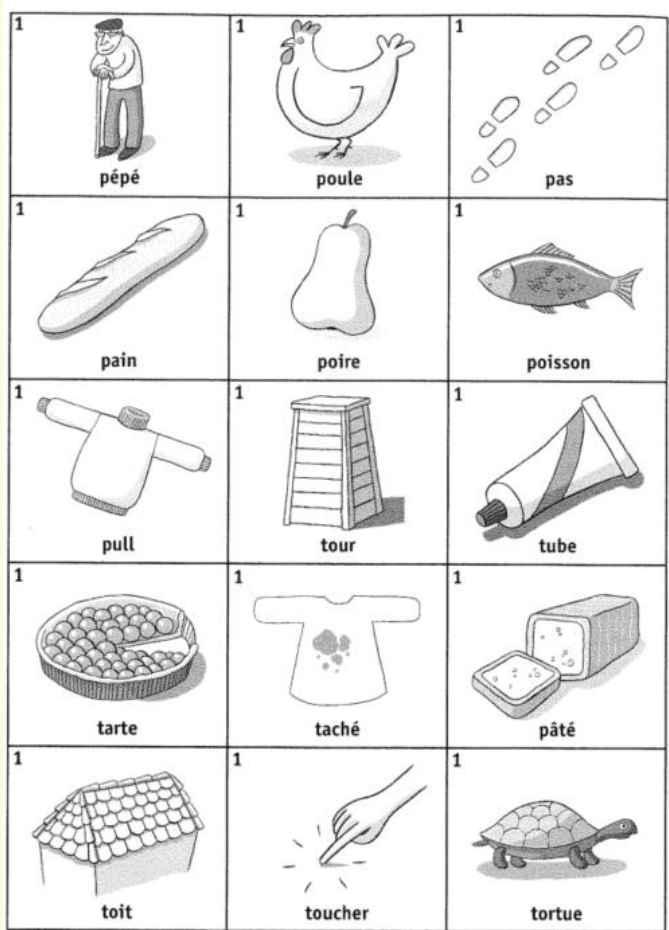 1 1 1
pépé poule pas
1 1 1
pain poire poisson
1 1 1
pull tour tube
1 1 1
tarte taché pâté
1 1 1
toit toucher tortue